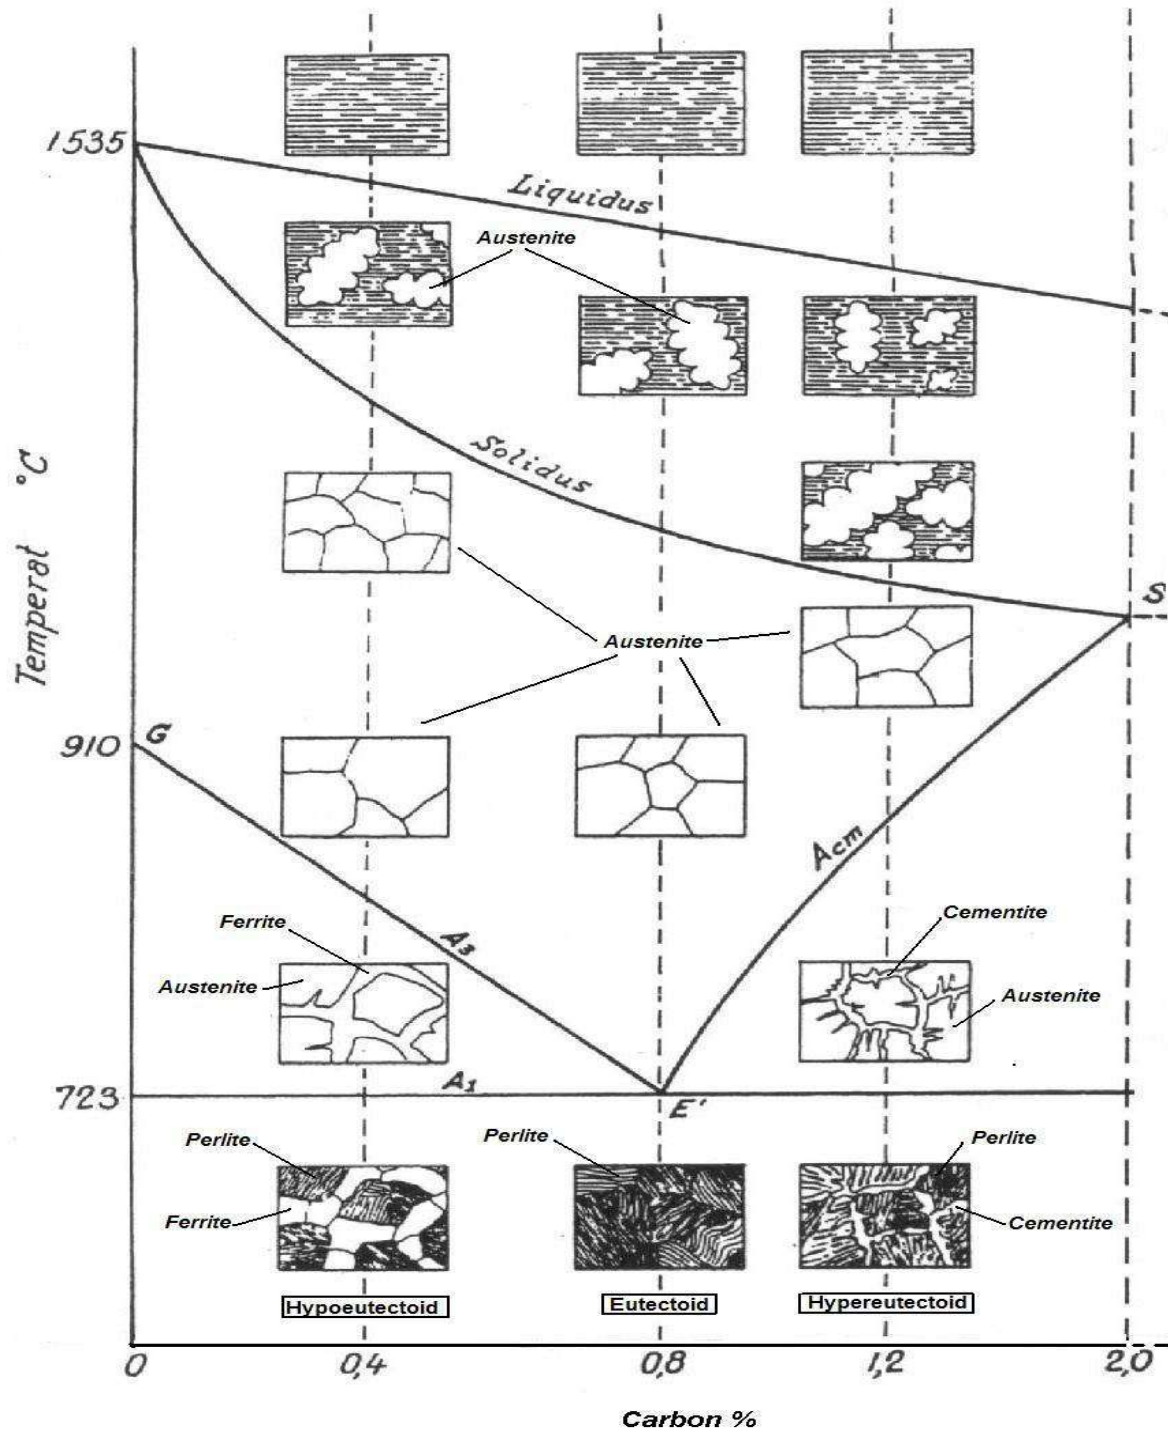 1535
Liquidus
Austenite
Solidus
Temperat °C
S
Austenite
910
G
Acm
Ferrite
Cementite
A3
Austenite
Austenite
723
A1
E'
Perlite
Perlite
Perlite
Ferrite
Cementite
Hypoeutectoid
Eutectoid
Hypereutectoid
0
0,4
0,8
1,2
2,0
Carbon %